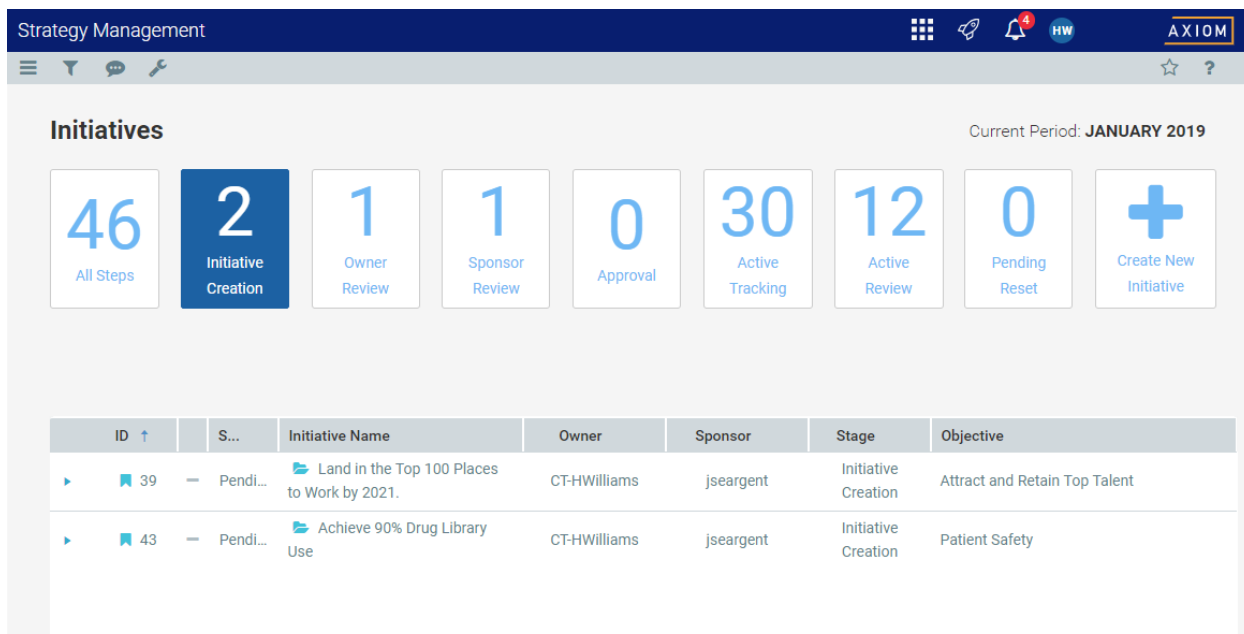 Strategy Management
4
HW
AXIOM
?
Initiatives
Current Period: JANUARY 2019
46
All Steps
2
Initiative
Creation
1
Owner
Review
1
Sponsor
Review
0
Approval
30
Active
Tracking
12
Active
Review
0
Pending
Reset
Create New
Initiative
ID S... Initiative Name Owner Sponsor Stage Objective
39 Pendi... Land in the Top 100 Places
to Work by 2021. CT-HWilliams jseargent Initiative
Creation Attract and Retain Top Talent
43 Pendi... Achieve 90% Drug Library
Use CT-HWilliams jseargent Initiative
Creation Patient Safety